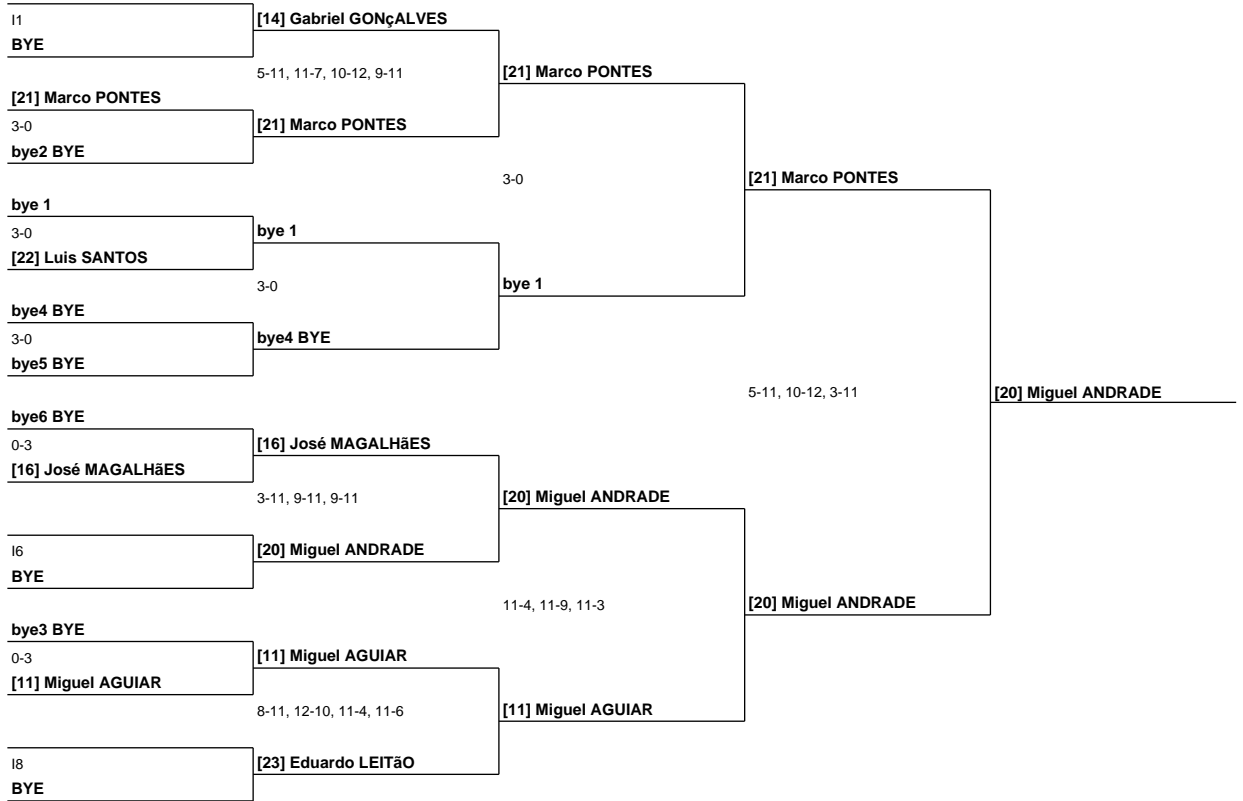 I1
BYE
[14] Gabriel GONçALVES
5-11, 11-7, 10-12, 9-11
[21] Marco PONTES
[21] Marco PONTES
3-0
bye2 BYE
[21] Marco PONTES
3-0
[21] Marco PONTES
bye 1
3-0
[22] Luis SANTOS
bye 1
3-0
bye 1
bye4 BYE
3-0
bye5 BYE
bye4 BYE
5-11, 10-12, 3-11
[20] Miguel ANDRADE
bye6 BYE
0-3
[16] José MAGALHãES
[16] José MAGALHãES
3-11, 9-11, 9-11
[20] Miguel ANDRADE
I6
BYE
[20] Miguel ANDRADE
11-4, 11-9, 11-3
[20] Miguel ANDRADE
bye3 BYE
0-3
[11] Miguel AGUIAR
[11] Miguel AGUIAR
8-11, 12-10, 11-4, 11-6
[11] Miguel AGUIAR
I8
BYE
[23] Eduardo LEITãO